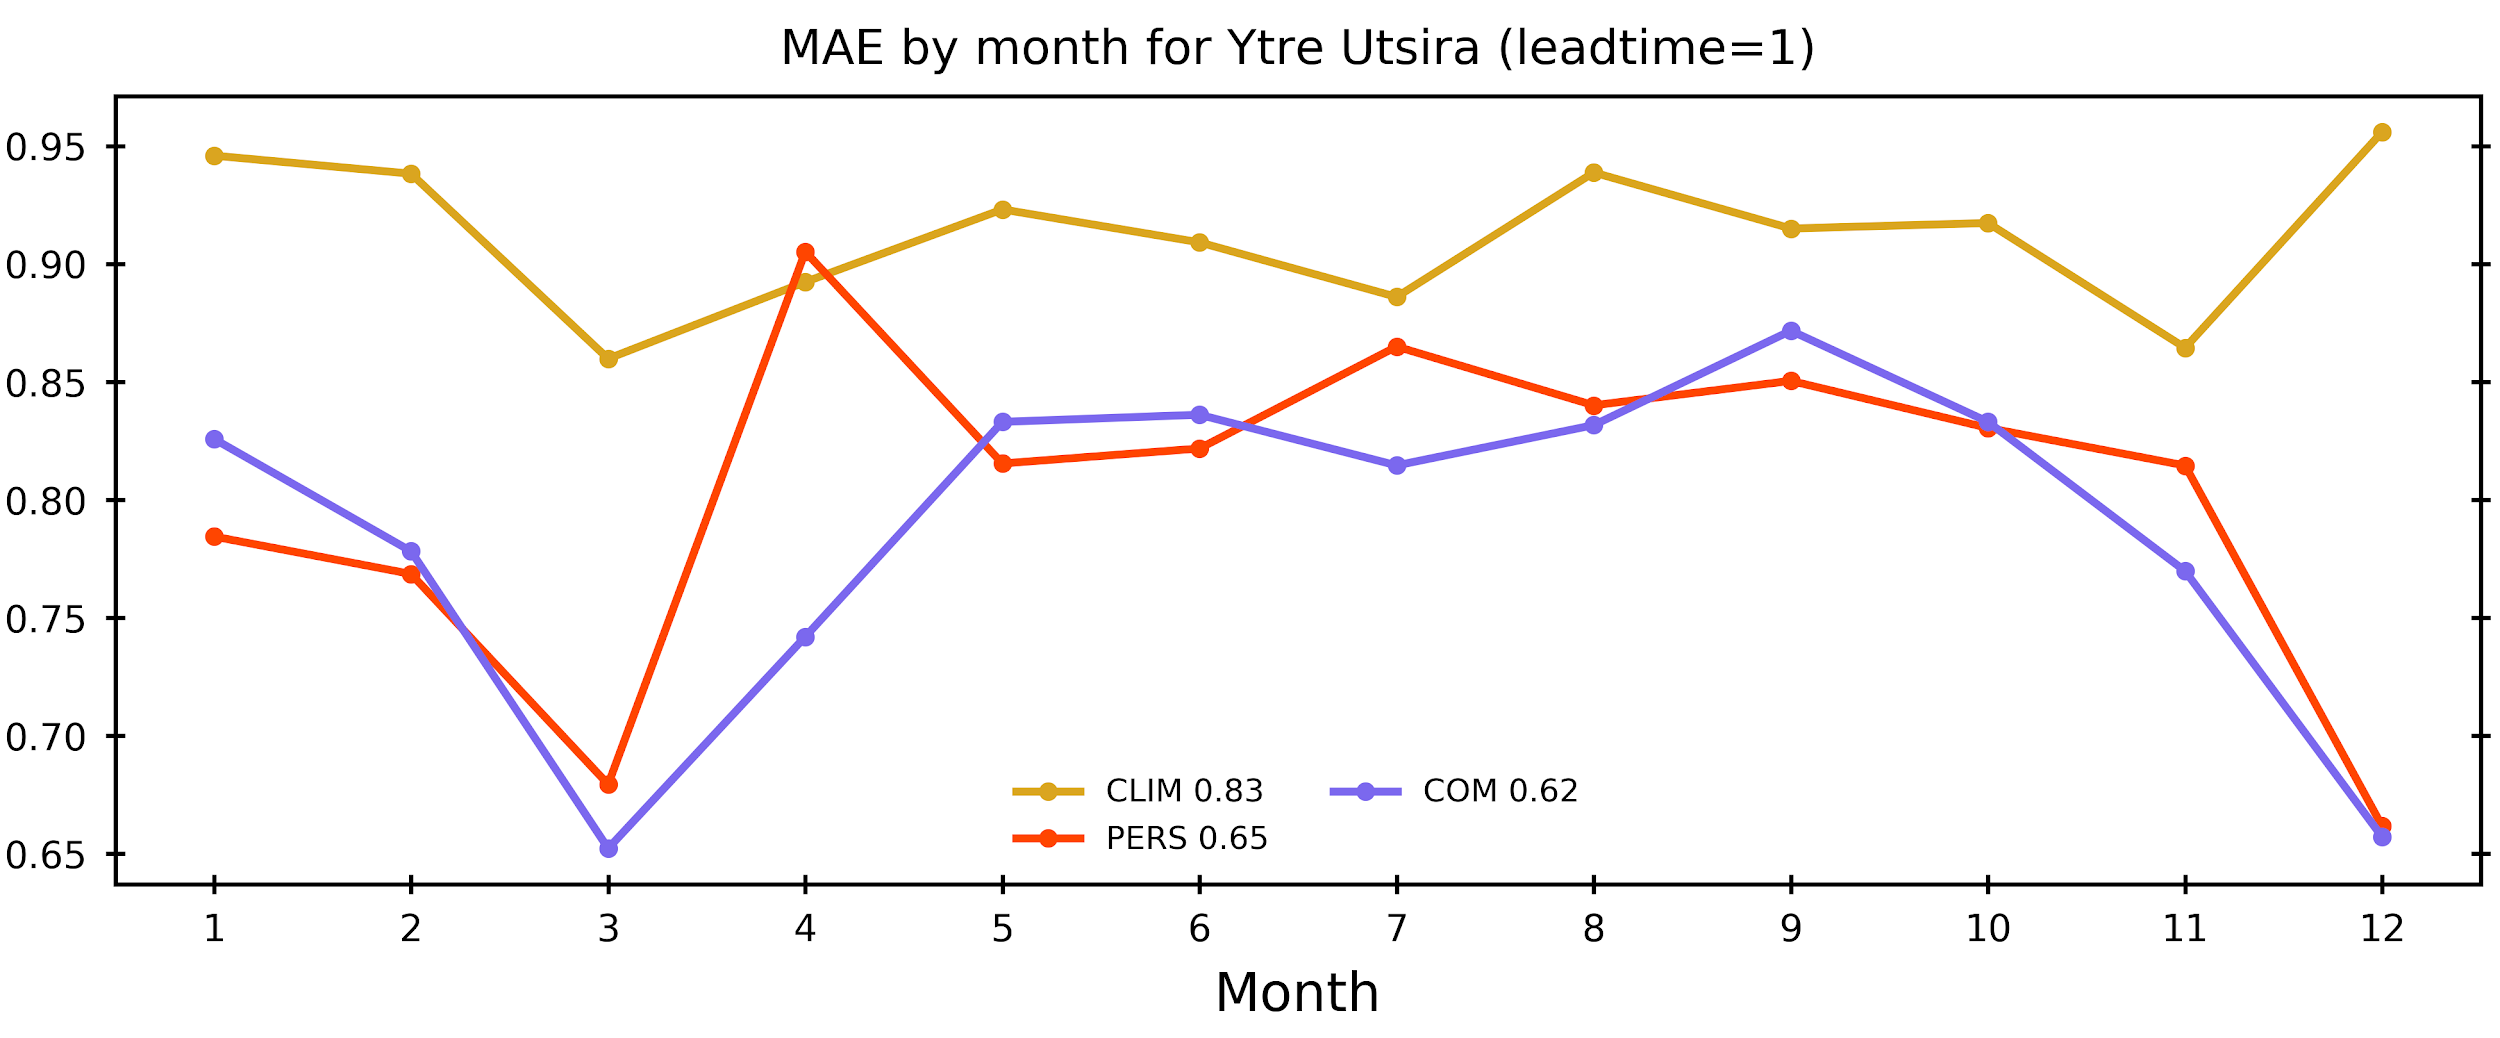 MAE by month for Ytre Utsira (leadtime=1)
0.95
0.90
0.85
0.80
0.75
0.70
0.65
CLIM 0.83
PERS 0.65
COM 0.62
1 2 3 4 5 6 7 8 9 10 11 12
Month